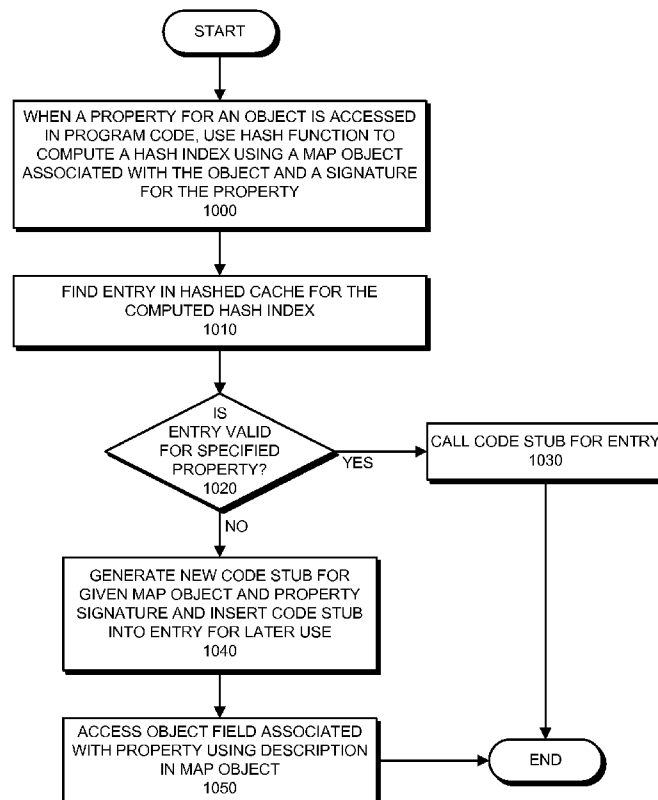 START
WHEN A PROPERTY FOR AN OBJECT IS ACCESSED
IN PROGRAM CODE, USE HASH FUNCTION TO
COMPUTE A HASH INDEX USING A MAP OBJECT
ASSOCIATED WITH THE OBJECT AND A SIGNATURE
FOR THE PROPERTY
1000
FIND ENTRY IN HASHED CACHE FOR THE
COMPUTED HASH INDEX
1010
IS
ENTRY VALID
FOR SPECIFIED
PROPERTY?
1020
YES
CALL CODE STUB FOR ENTRY
1030
NO
GENERATE NEW CODE STUB FOR
GIVEN MAP OBJECT AND PROPERTY
SIGNATURE AND INSERT CODE STUB
INTO ENTRY FOR LATER USE
1040
ACCESS OBJECT FIELD ASSOCIATED
WITH PROPERTY USING DESCRIPTION
IN MAP OBJECT
1050
END